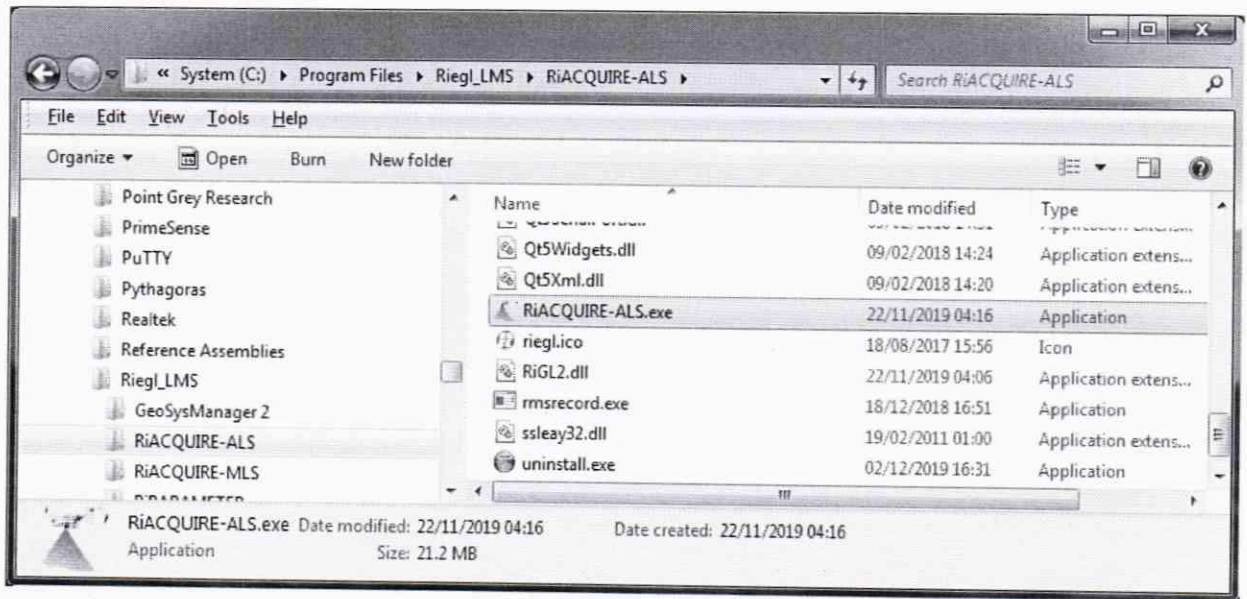 « System (C:) ▸ Program Files ▸ Riegl_LMS ▸ RiACQUIRE-ALS ▸
Search RiACQUIRE-ALS
File Edit View Tools Help
Organize ▾ Open Burn New folder
Point Grey Research
PrimeSense
PuTTY
Pythagoras
Realtek
Reference Assemblies
Riegl_LMS
GeoSysManager 2
RiACQUIRE-ALS
RiACQUIRE-MLS
RiPARAMETER
Name Date modified Type
Qt5Widgets.dll 09/02/2018 14:24 Application extens...
Qt5Xml.dll 09/02/2018 14:20 Application extens...
RiACQUIRE-ALS.exe 22/11/2019 04:16 Application
riegl.ico 18/08/2017 15:56 Icon
RiGL2.dll 22/11/2019 04:06 Application extens...
rmsrecord.exe 18/12/2018 16:51 Application
ssleay32.dll 19/02/2011 01:00 Application extens...
uninstall.exe 02/12/2019 16:31 Application
RiACQUIRE-ALS.exe Date modified: 22/11/2019 04:16 Date created: 22/11/2019 04:16
Application Size: 21.2 MB